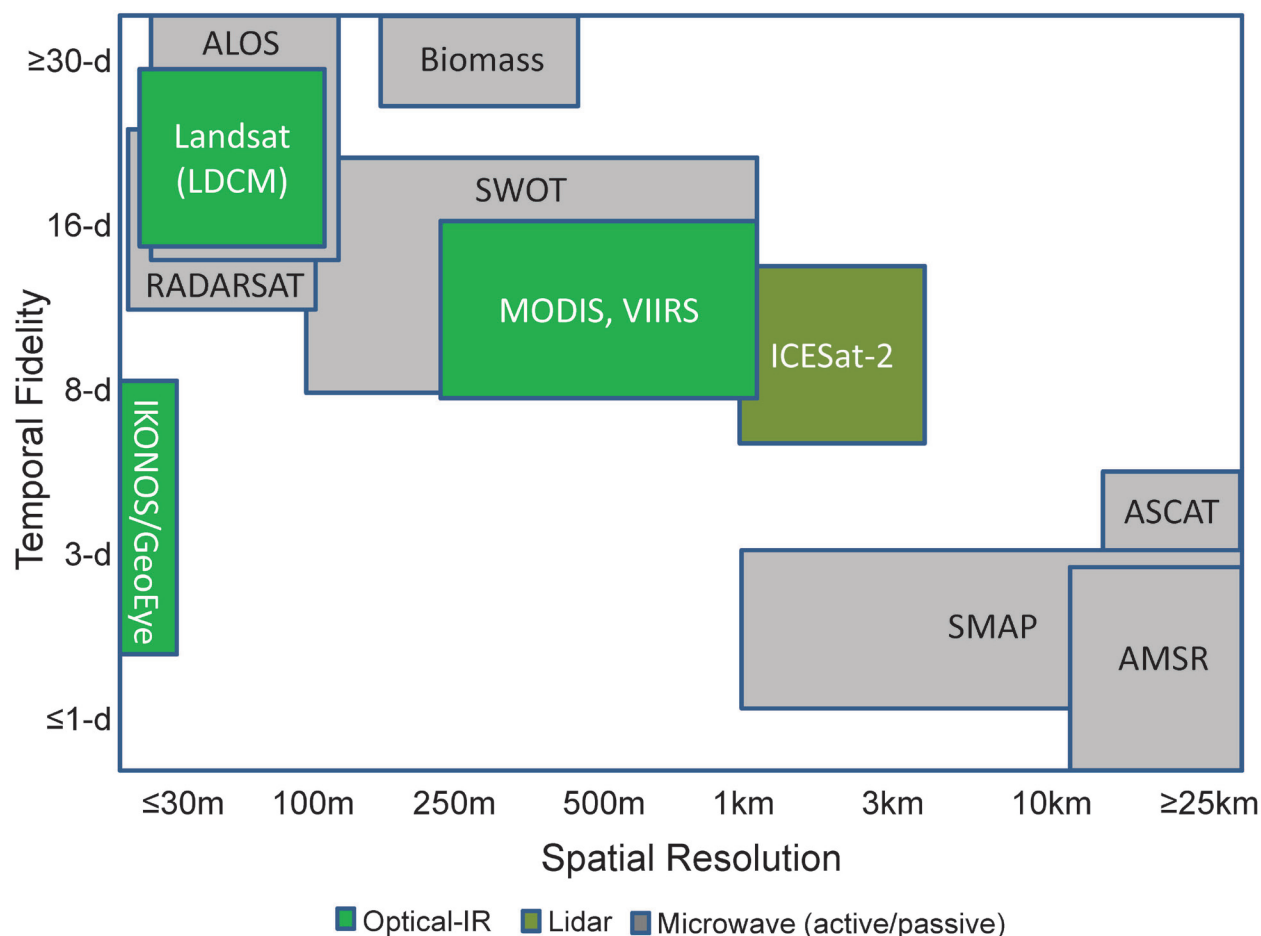 ALOS
≥30-d
Biomass
Landsat
(LDCM)
SWOT
16-d
RADARSAT
MODIS, VIIRS
ICESat-2
8-d
IKONOS/GeoEye
Temporal Fidelity
ASCAT
3-d
SMAP
AMSR
≤1-d
≤30m 100m 250m 500m 1km 3km 10km ≥25km
Spatial Resolution
Optical-IR Lidar Microwave (active/passive)